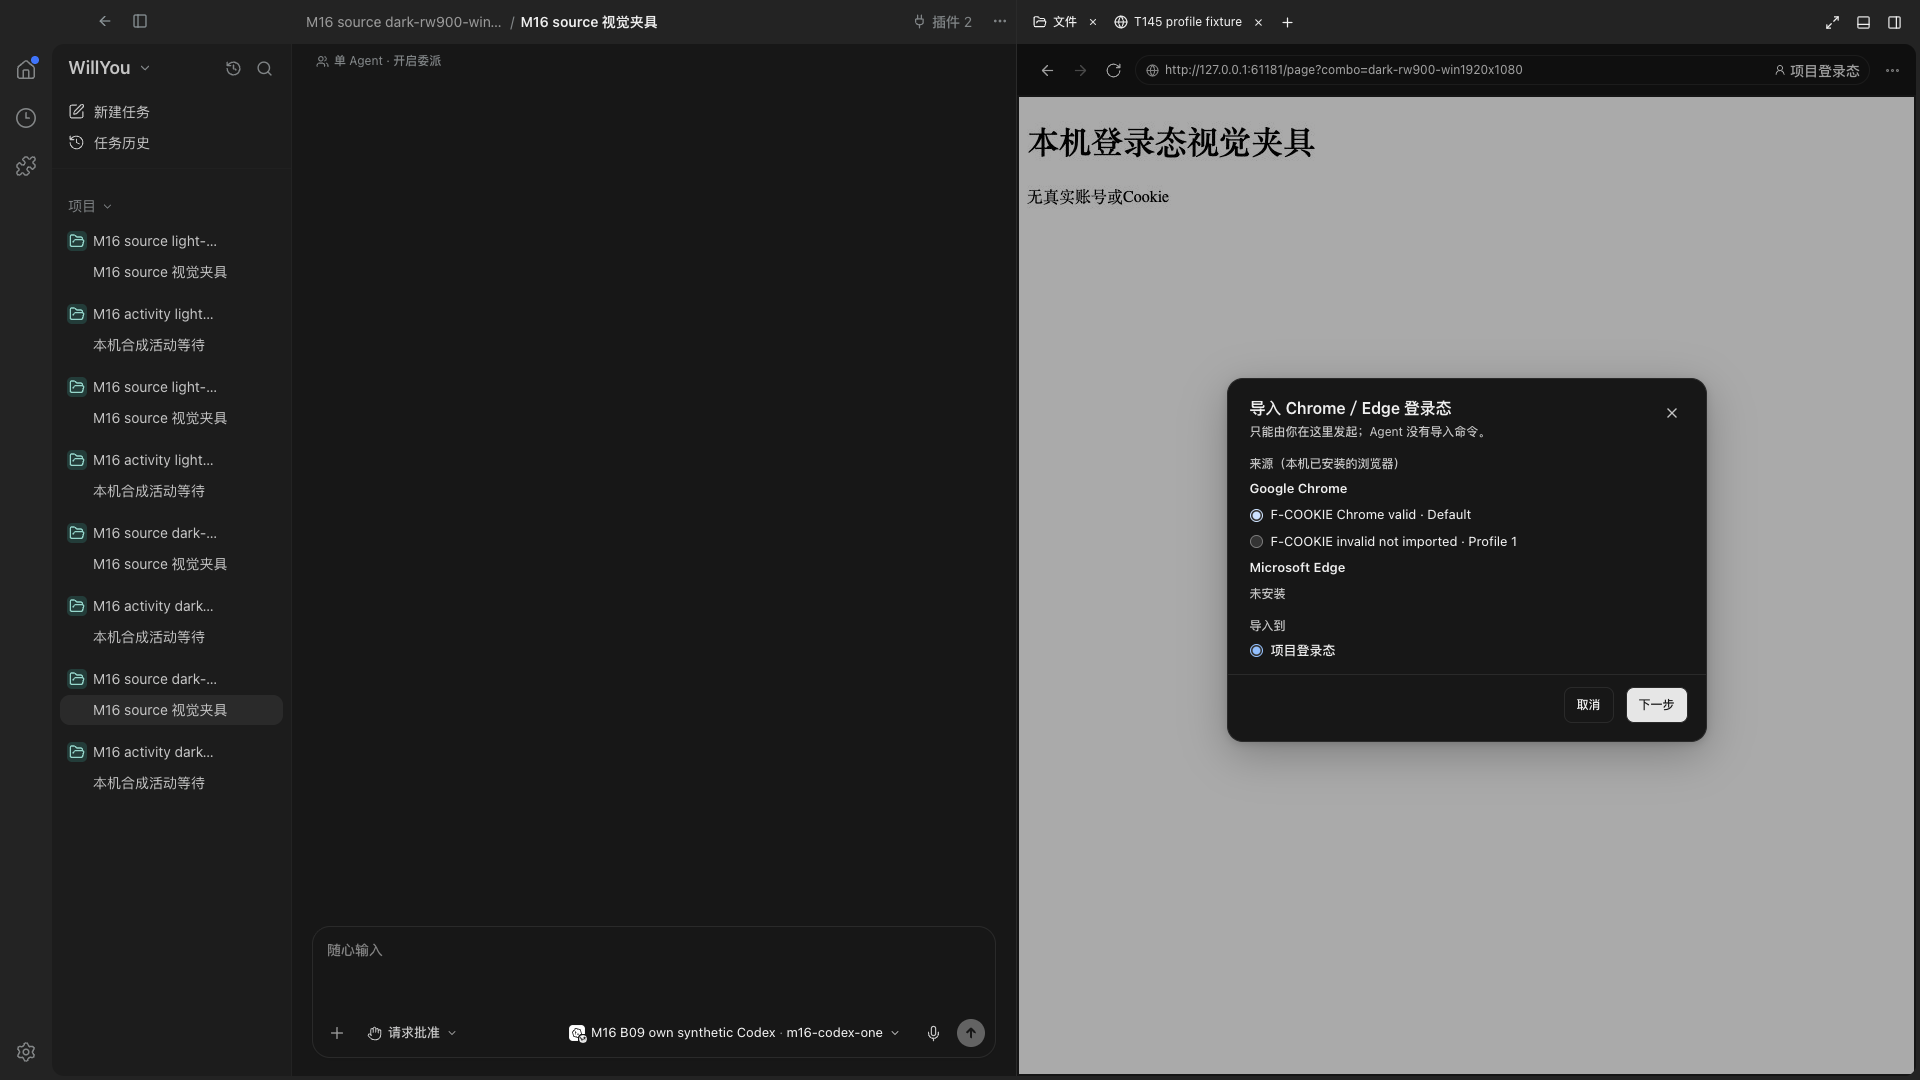 M16 source dark-rw900-win... / M16 source 视觉夹具
插件 2
文件
T145 profile fixture
WillYou
新建任务
任务历史
项目
M16 source light-...
M16 source 视觉夹具
M16 activity light...
本机合成活动等待
M16 source light-...
M16 source 视觉夹具
M16 activity light...
本机合成活动等待
M16 source dark-...
M16 source 视觉夹具
M16 activity dark...
本机合成活动等待
M16 source dark-...
M16 source 视觉夹具
M16 activity dark...
本机合成活动等待
单 Agent · 开启委派
随心输入
请求批准
M16 B09 own synthetic Codex · m16-codex-one
http://127.0.0.1:61181/page?combo=dark-rw900-win1920x1080
项目登录态
本机登录态视觉夹具
无真实账号或Cookie
导入 Chrome / Edge 登录态
只能由你在这里发起；Agent 没有导入命令。
来源（本机已安装的浏览器）
Google Chrome
F-COOKIE Chrome valid · Default
F-COOKIE invalid not imported · Profile 1
Microsoft Edge
未安装
导入到
项目登录态
取消
下一步